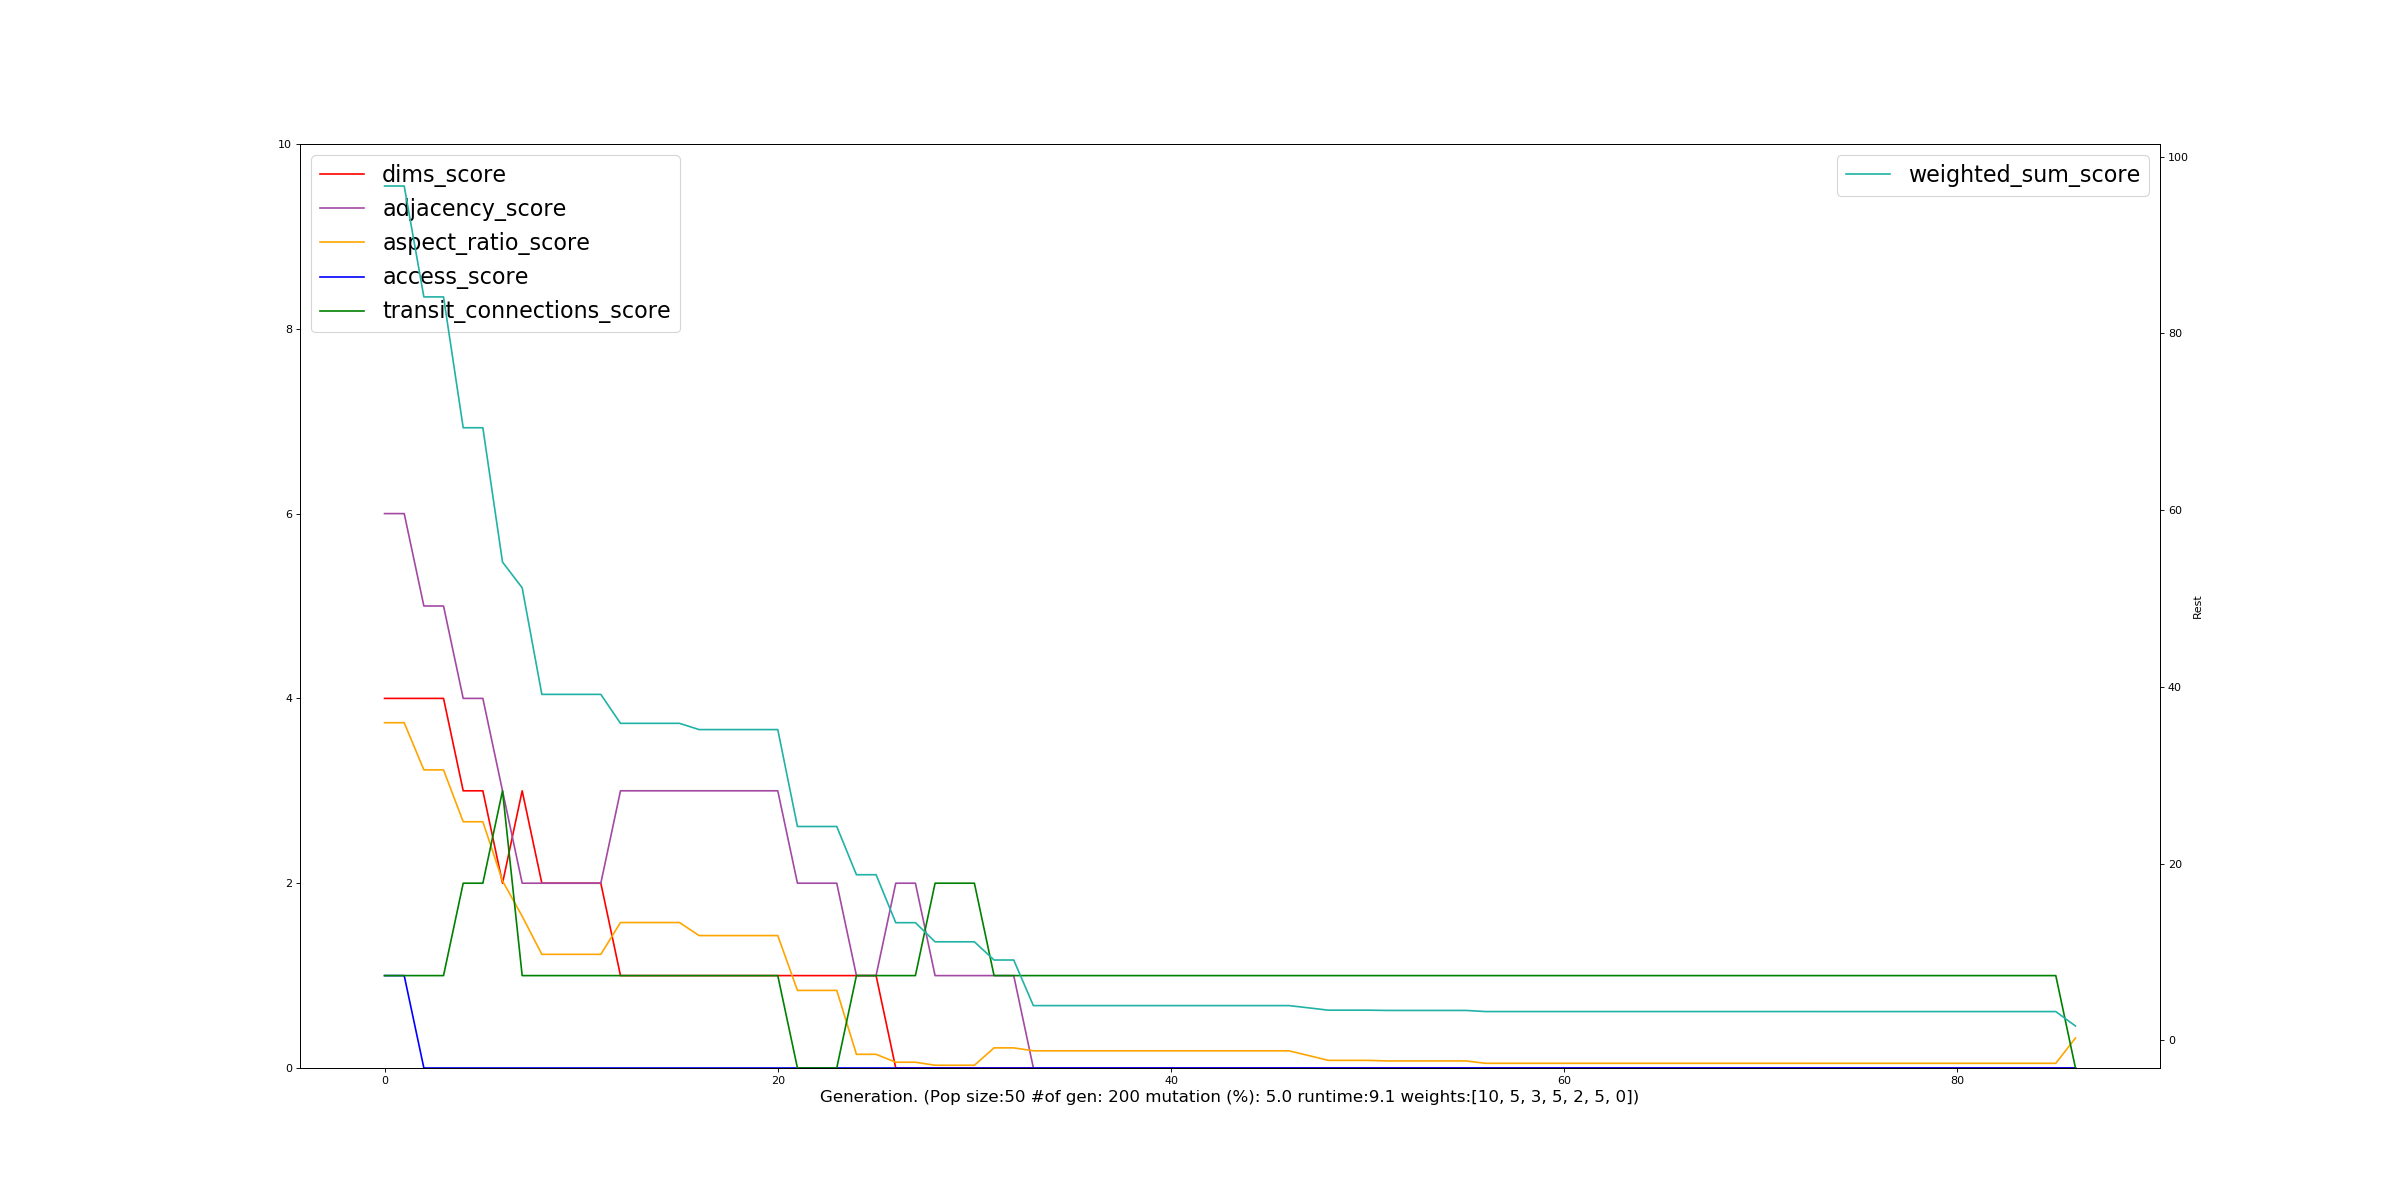 10
8
6
4
2
0
dims_score
adjacency_score
aspect_ratio_score
access_score
transit_connections_score
weighted_sum_score
100
80
60
40
20
0
Rest
0
20
40
60
80
Generation. (Pop size:50 #of gen: 200 mutation (%): 5.0 runtime:9.1 weights:[10, 5, 3, 5, 2, 5, 0])